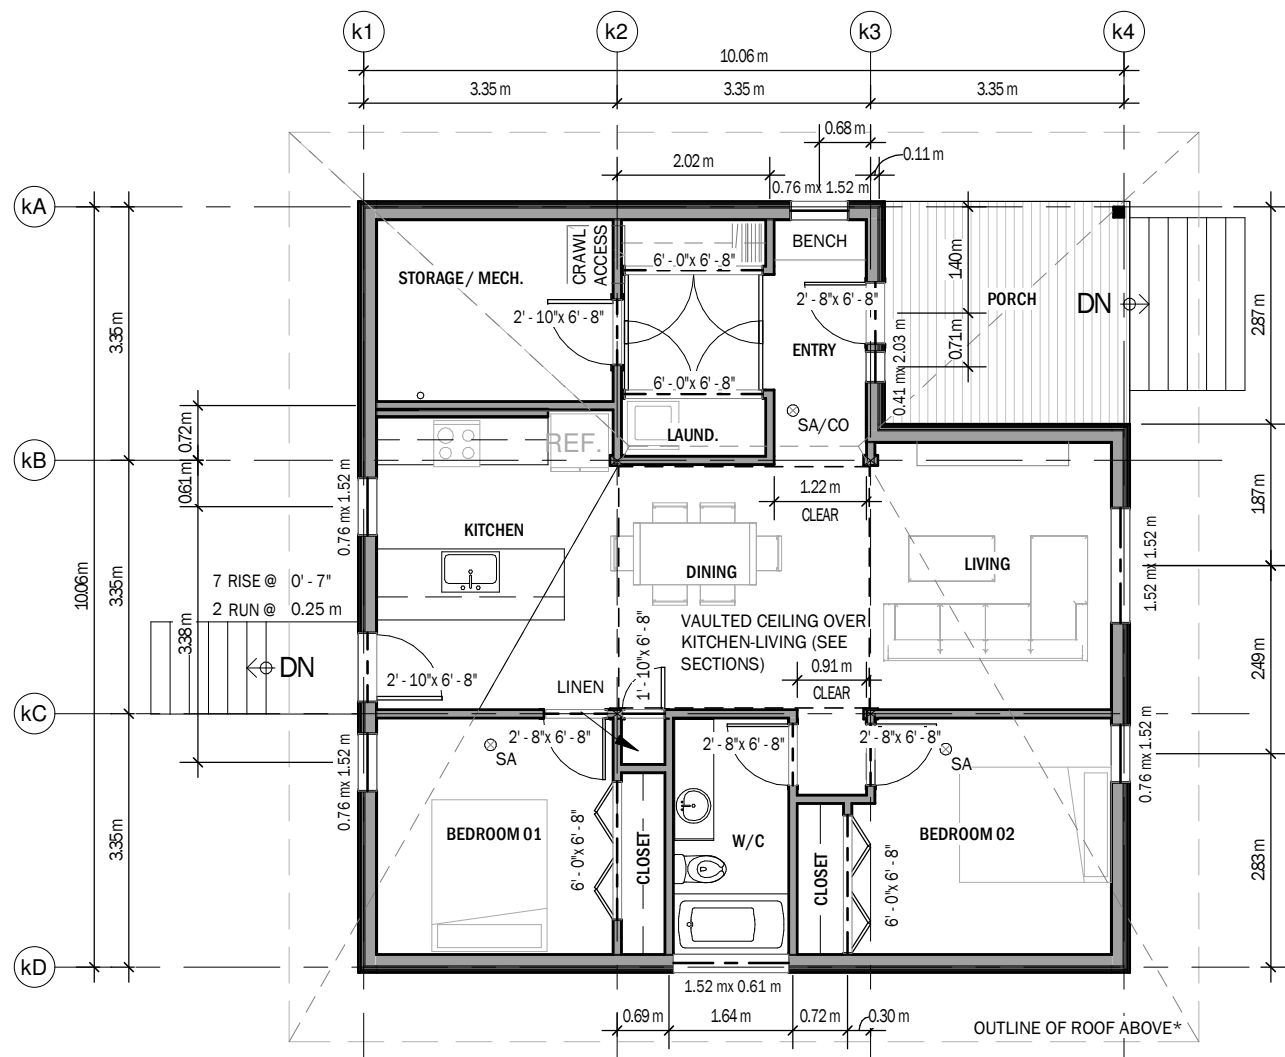 k1
k2
k3
k4
10.06 m
3.35 m
3.35 m
3.35 m
0.68 m
0.11 m
2.02 m
0.76 mx 1.52 m
kA
kB
kC
kD
BENCH
CRAWL
ACCESS
6' - 0"x 6' - 8"
STORAGE / MECH.
2' - 10"x 6' - 8"
2' - 8"x 6' - 8"
ENTRY
PORCH
DN
1.40 m
0.71 m
0.41 mx 2.03 m
2.87 m
3.35 m
6' - 0"x 6' - 8"
LAUND.
SA/CO
REF.
0.72 m
0.61 m
0.76 mx 1.52 m
KITCHEN
1.22 m
CLEAR
DINING
LIVING
1.87 m
1.52 mx 1.52 m
10.06 m
3.35 m
3.38 m
7 RISE @ 0' - 7"
2 RUN @ 0.25 m
DN
2' - 10"x 6' - 8"
LINEN
1' - 10"x 6' - 8"
VAULTED CEILING OVER
KITCHEN-LIVING (SEE
SECTIONS)
0.91 m
CLEAR
2.49 m
0.76 mx 1.52 m
SA
2' - 8"x 6' - 8"
2' - 8"x 6' - 8"
2' - 8"x 6' - 8"
SA
0.76 mx 1.52 m
3.35 m
BEDROOM 01
6' - 0"x 6' - 8"
CLOSET
W/C
CLOSET
6' - 0"x 6' - 8"
BEDROOM 02
2.83 m
1.52 mx 0.61 m
0.69 m
1.64 m
0.72 m
0.30 m
OUTLINE OF ROOF ABOVE*